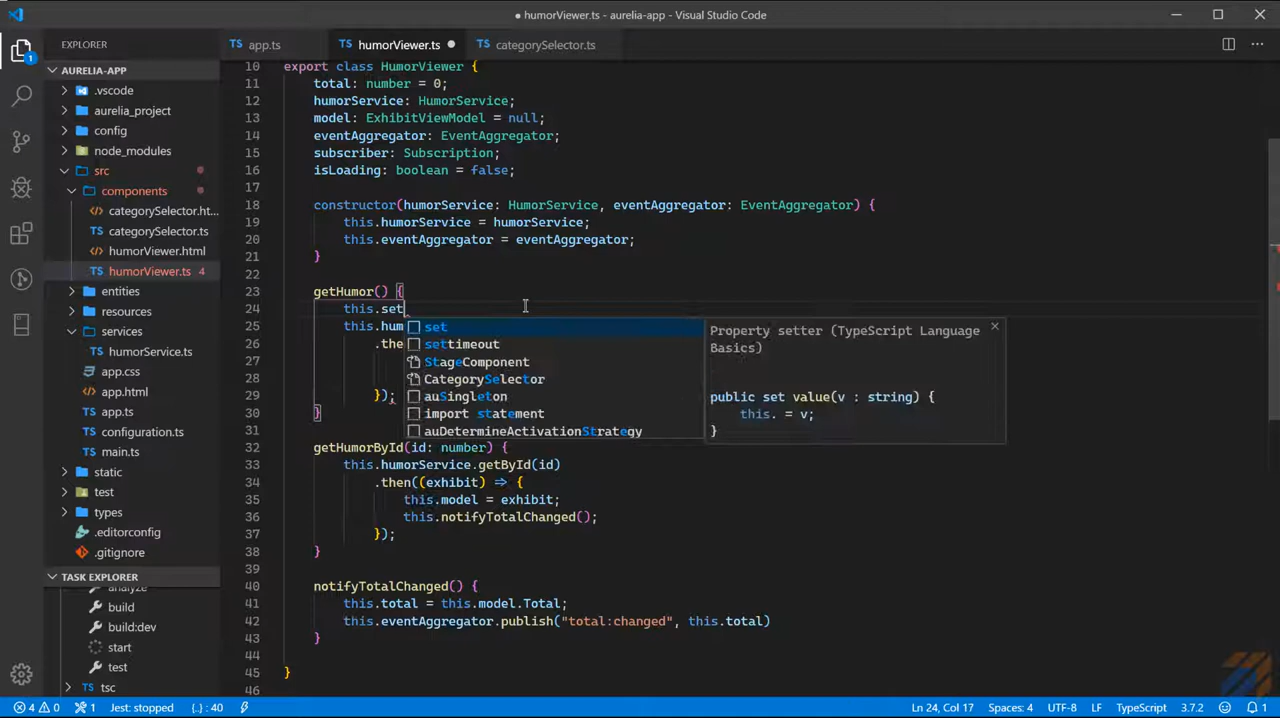 humorViewer.ts - aurelia-app - Visual Studio Code
EXPLORER
TS app.ts
TS humorViewer.ts
TS categorySelector.ts
AURELIA-APP
.vscode
aurelia_project
config
node_modules
src
components
categorySelector.ht...
TS categorySelector.ts
humorViewer.html
TS humorViewer.ts 4
entities
resources
services
TS humorService.ts
app.css
app.html
TS app.ts
TS configuration.ts
TS main.ts
static
test
types
.editorconfig
.gitignore
TASK EXPLORER
analyze
build
build:dev
start
test
tsc
10 export class HumorViewer {
11 total: number = 0;
12 humorService: HumorService;
13 model: ExhibitViewModel = null;
14 eventAggregator: EventAggregator;
15 subscriber: Subscription;
16 isLoading: boolean = false;
17
18 constructor(humorService: HumorService, eventAggregator: EventAggregator) {
19 this.humorService = humorService;
20 this.eventAggregator = eventAggregator;
21 }
22
23 getHumor() {
24 this.set
25 this.hum
26 .the
27
28
29 });
30 }
31
32 getHumorById(id: number) {
33 this.humorService.getById(id)
34 .then((exhibit) => {
35 this.model = exhibit;
36 this.notifyTotalChanged();
37 });
38 }
39
40 notifyTotalChanged() {
41 this.total = this.model.Total;
42 this.eventAggregator.publish("total:changed", this.total)
43 }
44
45 }
46
set
settimeout
StageComponent
CategorySelector
auSingleton
import statement
auDetermineActivationStrategy
Property setter (TypeScript Language
Basics)
public set value(v : string) {
this. = v;
}
1
4 0 1 Jest: stopped {..} : 40 Ln 24, Col 17 Spaces: 4 UTF-8 LF TypeScript 3.7.2 1